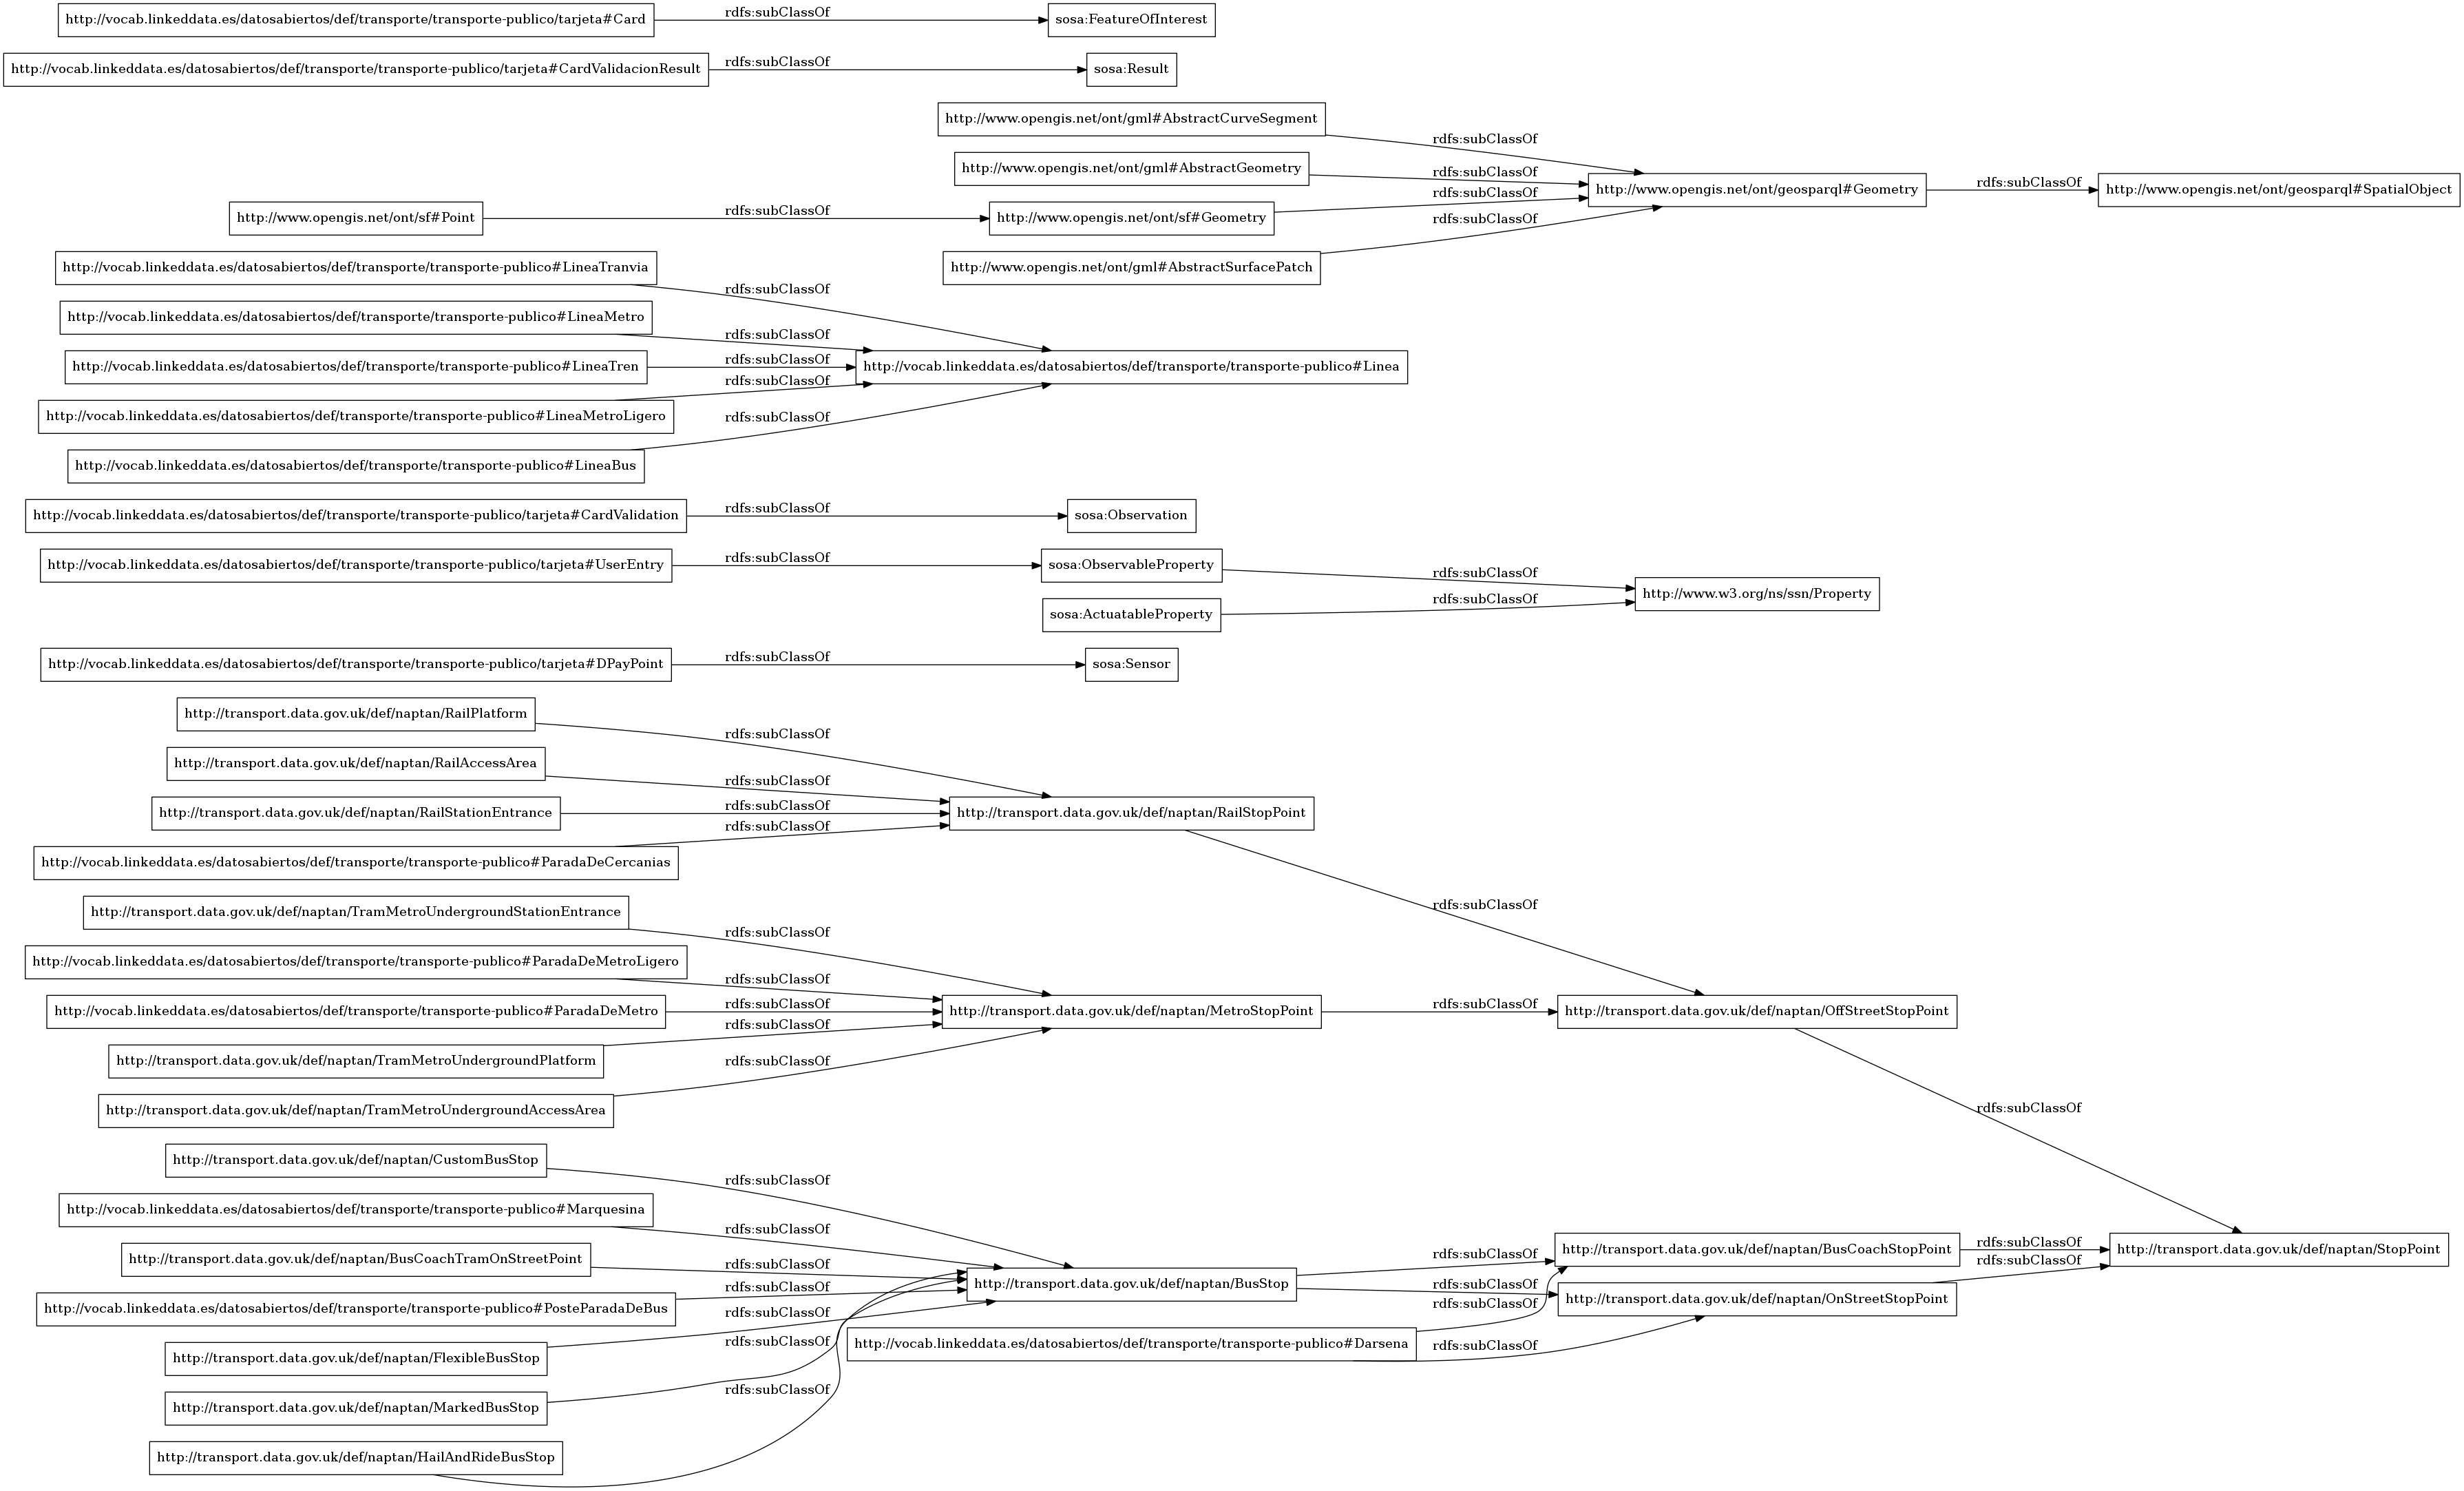 http://vocab.linkeddata.es/datosabiertos/def/transporte/transporte-publico/tarjeta#Card
rdfs:subClassOf
sosa:FeatureOfInterest
http://vocab.linkeddata.es/datosabiertos/def/transporte/transporte-publico/tarjeta#CardValidacionResult
rdfs:subClassOf
sosa:Result
http://www.opengis.net/ont/gml#AbstractCurveSegment
rdfs:subClassOf
http://www.opengis.net/ont/gml#AbstractGeometry
rdfs:subClassOf
http://www.opengis.net/ont/geosparql#Geometry
rdfs:subClassOf
http://www.opengis.net/ont/geosparql#SpatialObject
http://www.opengis.net/ont/sf#Point
rdfs:subClassOf
http://www.opengis.net/ont/sf#Geometry
rdfs:subClassOf
http://www.opengis.net/ont/gml#AbstractSurfacePatch
rdfs:subClassOf
http://vocab.linkeddata.es/datosabiertos/def/transporte/transporte-publico#LineaTranvia
rdfs:subClassOf
http://vocab.linkeddata.es/datosabiertos/def/transporte/transporte-publico#LineaMetro
rdfs:subClassOf
http://vocab.linkeddata.es/datosabiertos/def/transporte/transporte-publico#LineaTren
rdfs:subClassOf
http://vocab.linkeddata.es/datosabiertos/def/transporte/transporte-publico#Linea
http://vocab.linkeddata.es/datosabiertos/def/transporte/transporte-publico#LineaMetroLigero
rdfs:subClassOf
http://vocab.linkeddata.es/datosabiertos/def/transporte/transporte-publico#LineaBus
rdfs:subClassOf
http://vocab.linkeddata.es/datosabiertos/def/transporte/transporte-publico/tarjeta#CardValidation
rdfs:subClassOf
sosa:Observation
http://vocab.linkeddata.es/datosabiertos/def/transporte/transporte-publico/tarjeta#UserEntry
rdfs:subClassOf
sosa:ObservableProperty
rdfs:subClassOf
http://www.w3.org/ns/ssn/Property
sosa:ActuatableProperty
rdfs:subClassOf
http://vocab.linkeddata.es/datosabiertos/def/transporte/transporte-publico/tarjeta#DPayPoint
rdfs:subClassOf
sosa:Sensor
http://transport.data.gov.uk/def/naptan/RailPlatform
rdfs:subClassOf
http://transport.data.gov.uk/def/naptan/RailAccessArea
rdfs:subClassOf
http://transport.data.gov.uk/def/naptan/RailStationEntrance
rdfs:subClassOf
http://transport.data.gov.uk/def/naptan/RailStopPoint
http://vocab.linkeddata.es/datosabiertos/def/transporte/transporte-publico#ParadaDeCercanias
rdfs:subClassOf
rdfs:subClassOf
http://transport.data.gov.uk/def/naptan/TramMetroUndergroundStationEntrance
rdfs:subClassOf
http://vocab.linkeddata.es/datosabiertos/def/transporte/transporte-publico#ParadaDeMetroLigero
rdfs:subClassOf
http://vocab.linkeddata.es/datosabiertos/def/transporte/transporte-publico#ParadaDeMetro
rdfs:subClassOf
http://transport.data.gov.uk/def/naptan/MetroStopPoint
rdfs:subClassOf
http://transport.data.gov.uk/def/naptan/OffStreetStopPoint
http://transport.data.gov.uk/def/naptan/TramMetroUndergroundPlatform
rdfs:subClassOf
http://transport.data.gov.uk/def/naptan/TramMetroUndergroundAccessArea
rdfs:subClassOf
rdfs:subClassOf
http://transport.data.gov.uk/def/naptan/CustomBusStop
rdfs:subClassOf
http://vocab.linkeddata.es/datosabiertos/def/transporte/transporte-publico#Marquesina
rdfs:subClassOf
http://transport.data.gov.uk/def/naptan/BusCoachTramOnStreetPoint
rdfs:subClassOf
http://transport.data.gov.uk/def/naptan/BusStop
rdfs:subClassOf
http://transport.data.gov.uk/def/naptan/BusCoachStopPoint
rdfs:subClassOf
http://transport.data.gov.uk/def/naptan/StopPoint
http://vocab.linkeddata.es/datosabiertos/def/transporte/transporte-publico#PosteParadaDeBus
rdfs:subClassOf
rdfs:subClassOf
http://transport.data.gov.uk/def/naptan/OnStreetStopPoint
rdfs:subClassOf
http://transport.data.gov.uk/def/naptan/FlexibleBusStop
rdfs:subClassOf
http://vocab.linkeddata.es/datosabiertos/def/transporte/transporte-publico#Darsena
rdfs:subClassOf
rdfs:subClassOf
http://transport.data.gov.uk/def/naptan/MarkedBusStop
rdfs:subClassOf
http://transport.data.gov.uk/def/naptan/HailAndRideBusStop
rdfs:subClassOf